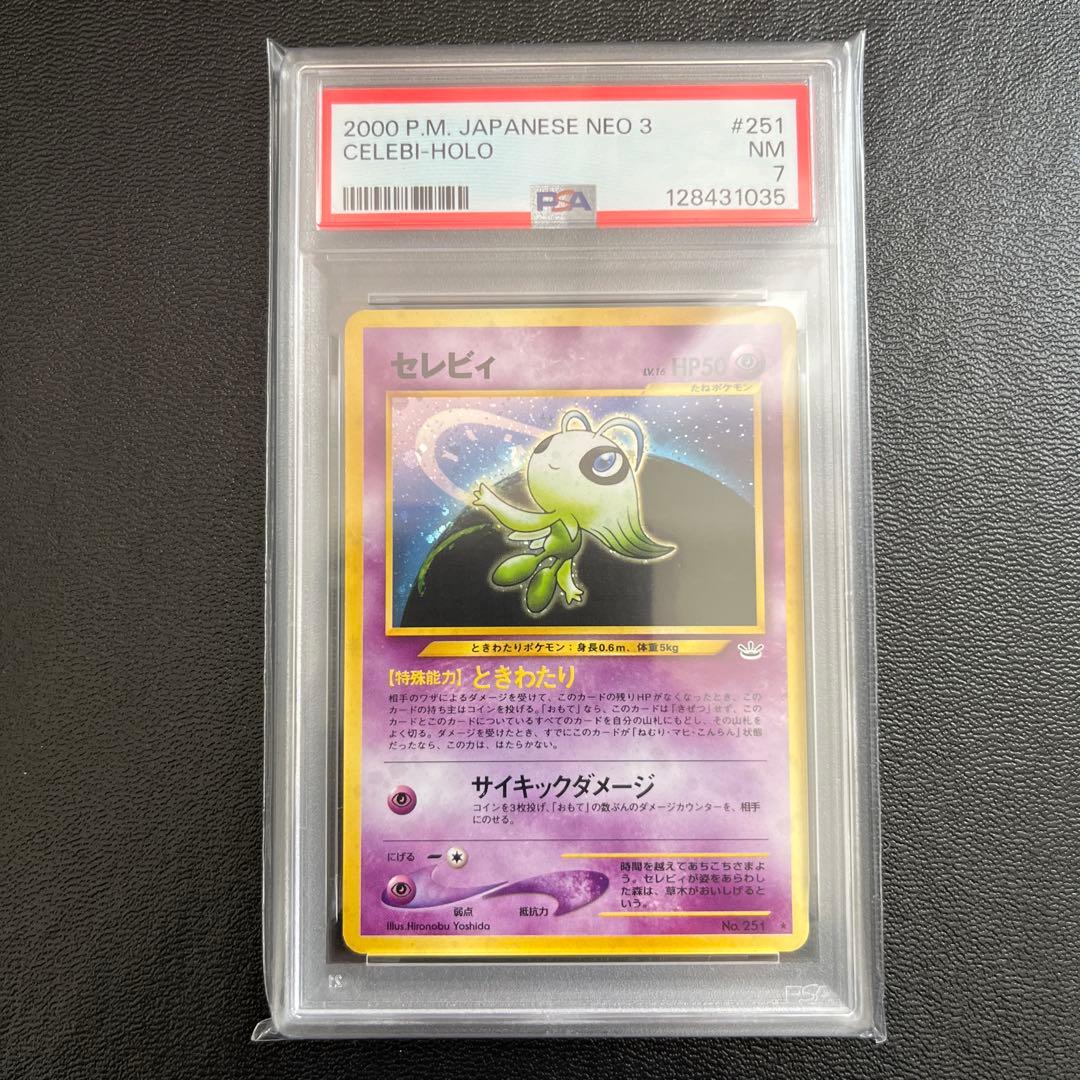 2000 P.M. JAPANESE NEO 3 #251
CELEBI-HOLO NM
7
PSA 128431035
セレビィ LV.16 HP50
たねポケモン
ときわたりポケモン：身長0.6m、体重5kg
【特殊能力】ときわたり
相手のワザによるダメージを受けて、このカードの残りHPがなくなったとき、この
カードの持ち主はコインを投げる。「おもて」なら、このカードは「きぜつ」せず、この
カードとこのカードについているすべてのカードを自分の山札にもどし、その山札を
よく切る。ダメージを受けたとき、すでにこのカードが「ねむり・マヒ・こんらん」状態
だったなら、この力は、はたらかない。
サイキックダメージ
コインを3枚投げ、「おもて」の数ぶんのダメージカウンターを、相手
にのせる。
にげる
弱点 抵抗力
時間を越えてあちこちさまよ
う。セレビィが姿をあらわし
た森は、草木がおいしげると
いう。
Illus.Hironobu Yoshida No. 251 ★
PSA